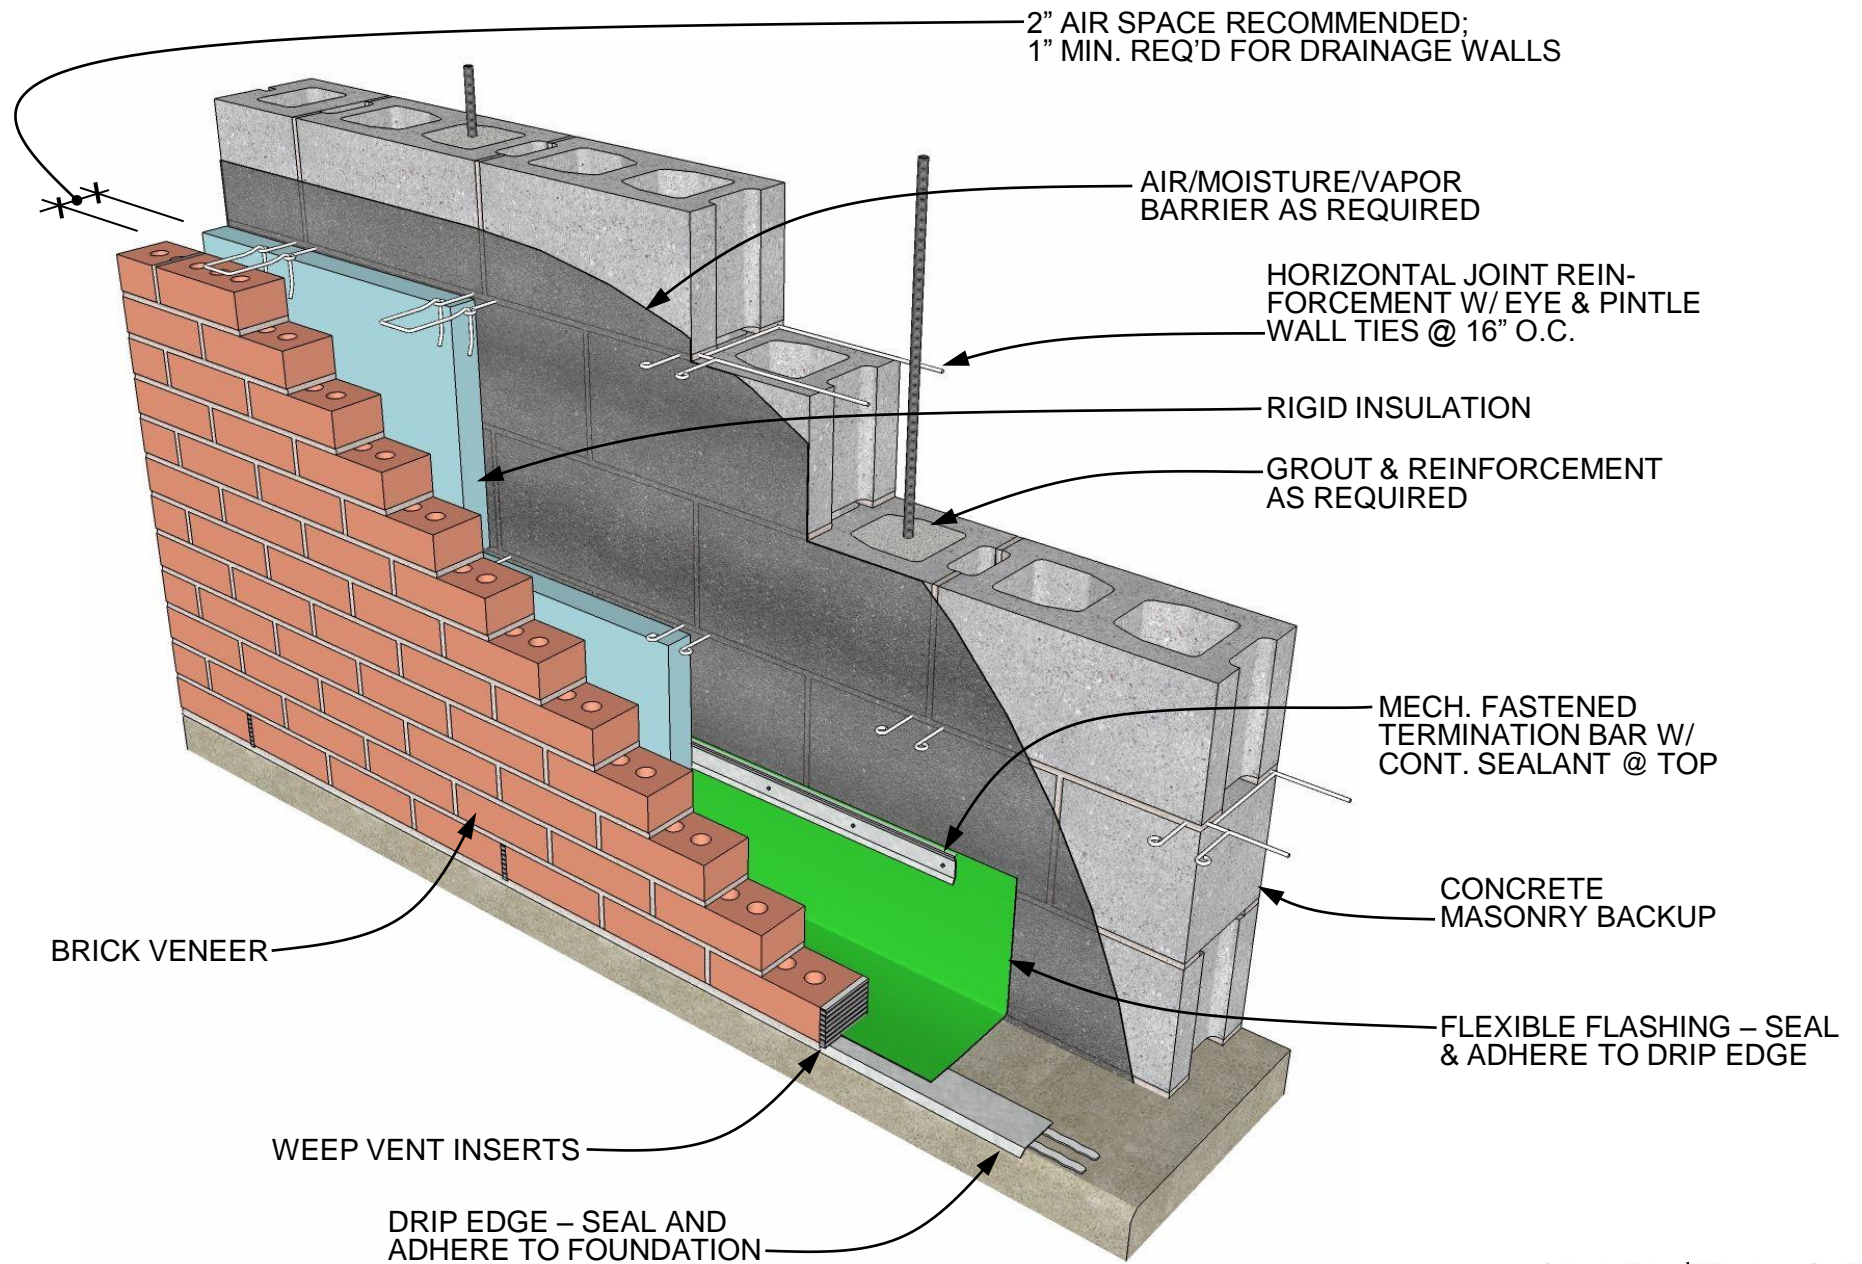 2” AIR SPACE RECOMMENDED;
1” MIN. REQ’D FOR DRAINAGE WALLS
AIR/MOISTURE/VAPOR
BARRIER AS REQUIRED
HORIZONTAL JOINT REIN-
FORCEMENT W/ EYE & PINTLE
WALL TIES @ 16” O.C.
RIGID INSULATION
GROUT & REINFORCEMENT
AS REQUIRED
MECH. FASTENED
TERMINATION BAR W/
CONT. SEALANT @ TOP
CONCRETE
MASONRY BACKUP
BRICK VENEER
FLEXIBLE FLASHING – SEAL
& ADHERE TO DRIP EDGE
WEEP VENT INSERTS
DRIP EDGE – SEAL AND
ADHERE TO FOUNDATION